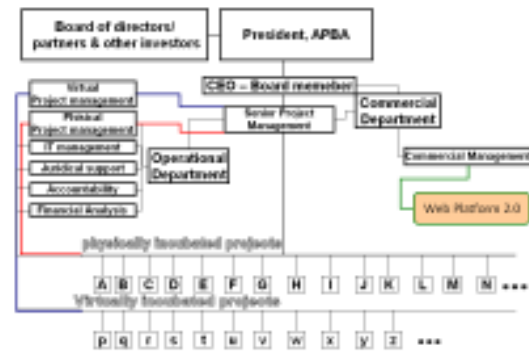 Board of directors/
partners & other investors
President, APBA
CEO – Board memeber
Virtual
Project management
Phisical
Project management
IT management
Juridical support
Accountability
Financial Analysis
Senior Project
Management
Commercial
Department
Operational
Department
Commercial Management
Web Platform 2.0
physically incubated projects
A B C D E F G H I J K L M N ...
Virtually incubated projects
p q r s t u v w x y z ...